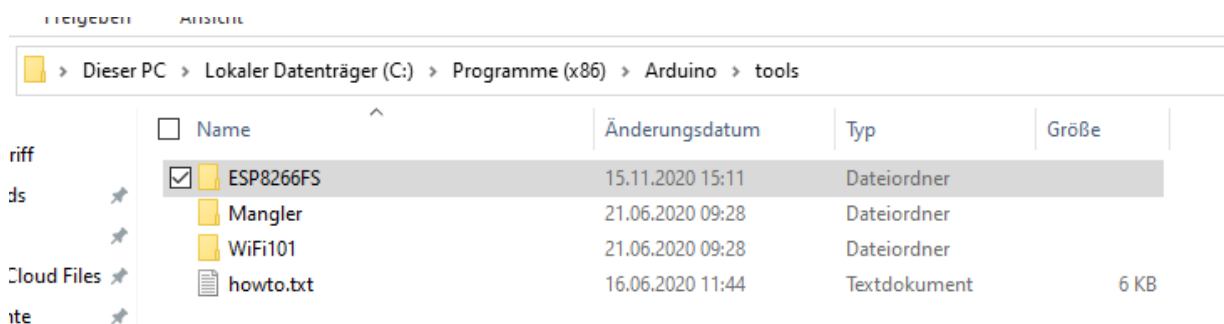 Freigeben Ansicht
Dieser PC > Lokaler Datenträger (C:) > Programme (x86) > Arduino > tools
Name Änderungsdatum Typ Größe
riff
ESP8266FS 15.11.2020 15:11 Dateiordner
ds
Mangler 21.06.2020 09:28 Dateiordner
WiFi101 21.06.2020 09:28 Dateiordner
Cloud Files
howto.txt 16.06.2020 11:44 Textdokument 6 KB
nte